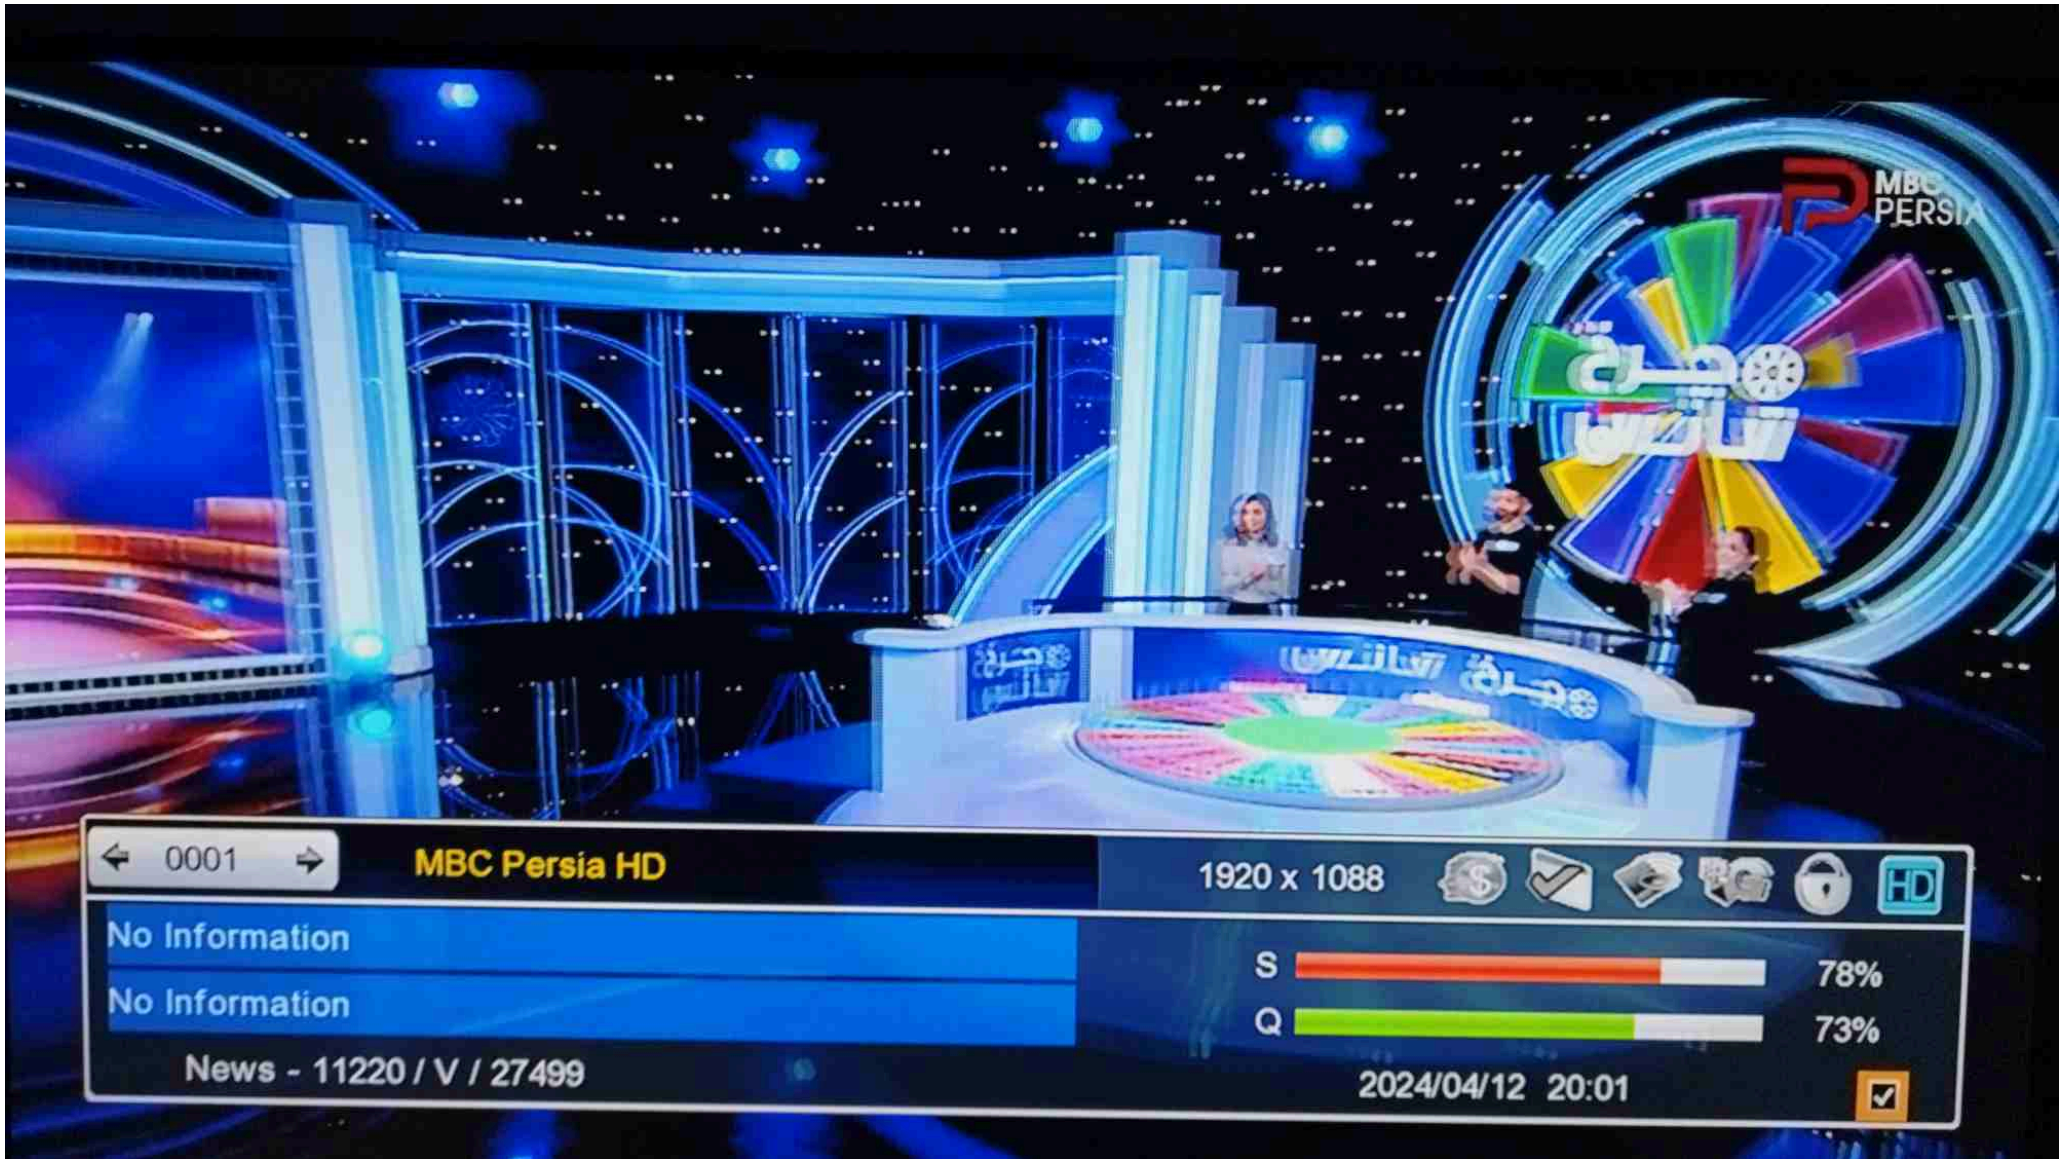 MBC
PERSIA
چرخ
شانس
چرخ
شانس
چرخ شانس
0001
MBC Persia HD
1920 x 1088
$
HD
No Information
No Information
S
78%
Q
73%
News - 11220 / V / 27499
2024/04/12 20:01